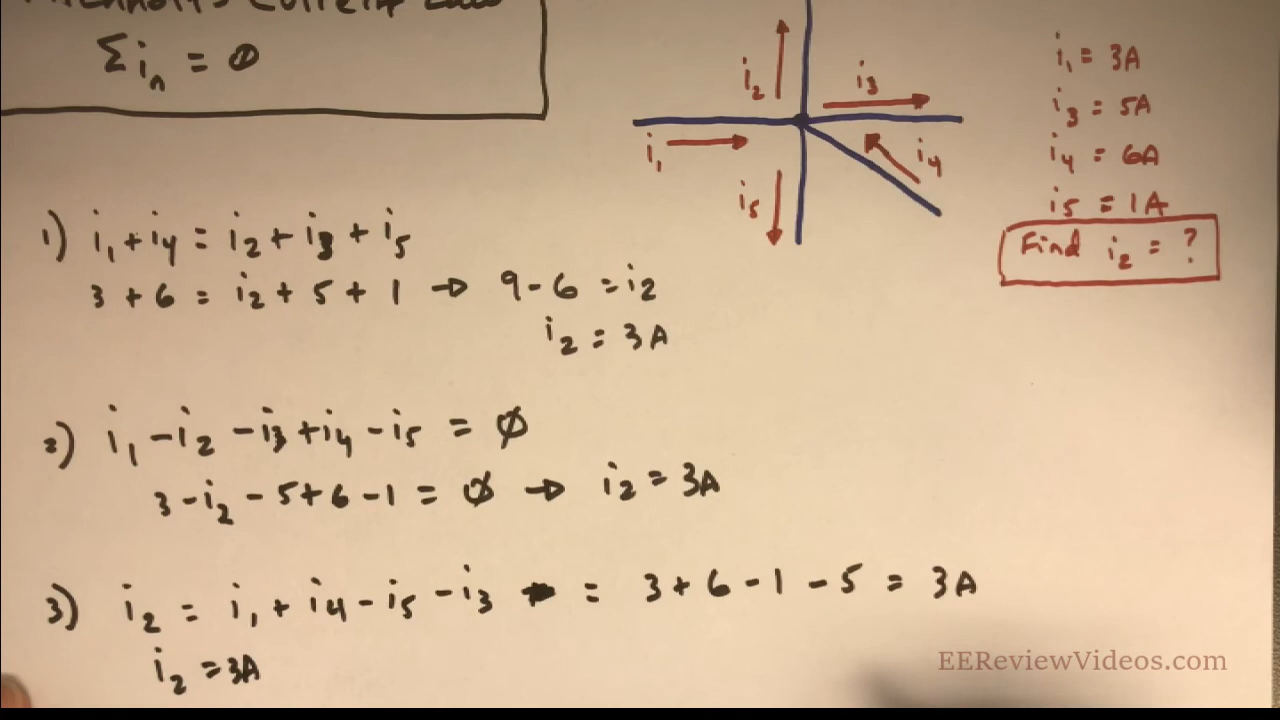 Current Law
Σ iₙ = 0
i₂
i₃
i₁
i₄
i₅
i₁ = 3A
i₃ = 5A
i₄ = 6A
i₅ = 1A
Find i₂ = ?
1) i₁ + i₄ = i₂ + i₃ + i₅
3 + 6 = i₂ + 5 + 1 → 9 - 6 = i₂
i₂ = 3A
2) i₁ - i₂ - i₃ + i₄ - i₅ = Ø
3 - i₂ - 5 + 6 - 1 = Ø → i₂ = 3A
3) i₂ = i₁ + i₄ - i₅ - i₃ = 3 + 6 - 1 - 5 = 3A
i₂ = 3A
EEReviewVideos.com